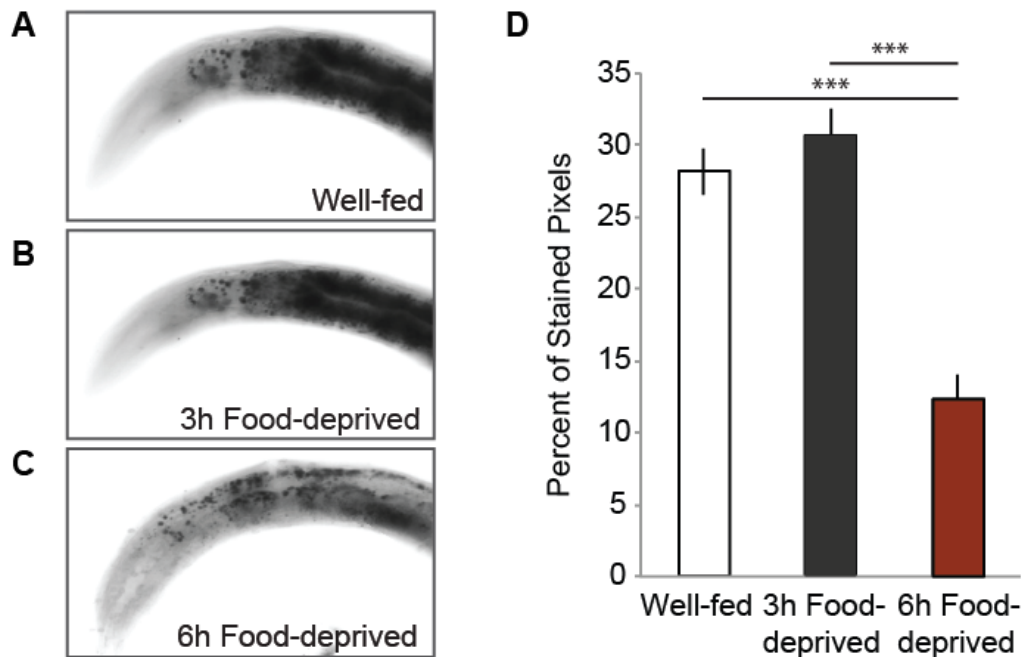 A
Well-fed
B
3h Food-deprived
C
6h Food-deprived
D
Percent of Stained Pixels
35
30
25
20
15
10
5
0
***
***
Well-fed
3h Food-
deprived
6h Food-
deprived